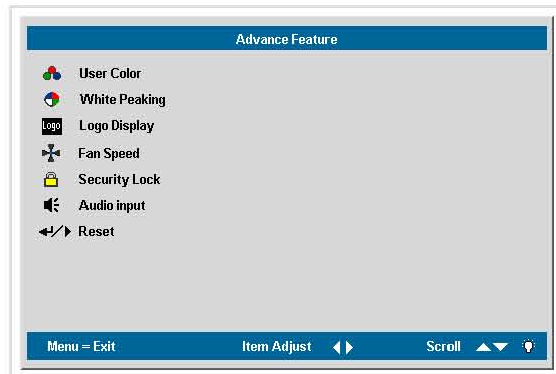 Advance Feature
User Color
White Peaking
Logo Logo Display
Fan Speed
Security Lock
Audio input
Reset
Menu = Exit Item Adjust Scroll